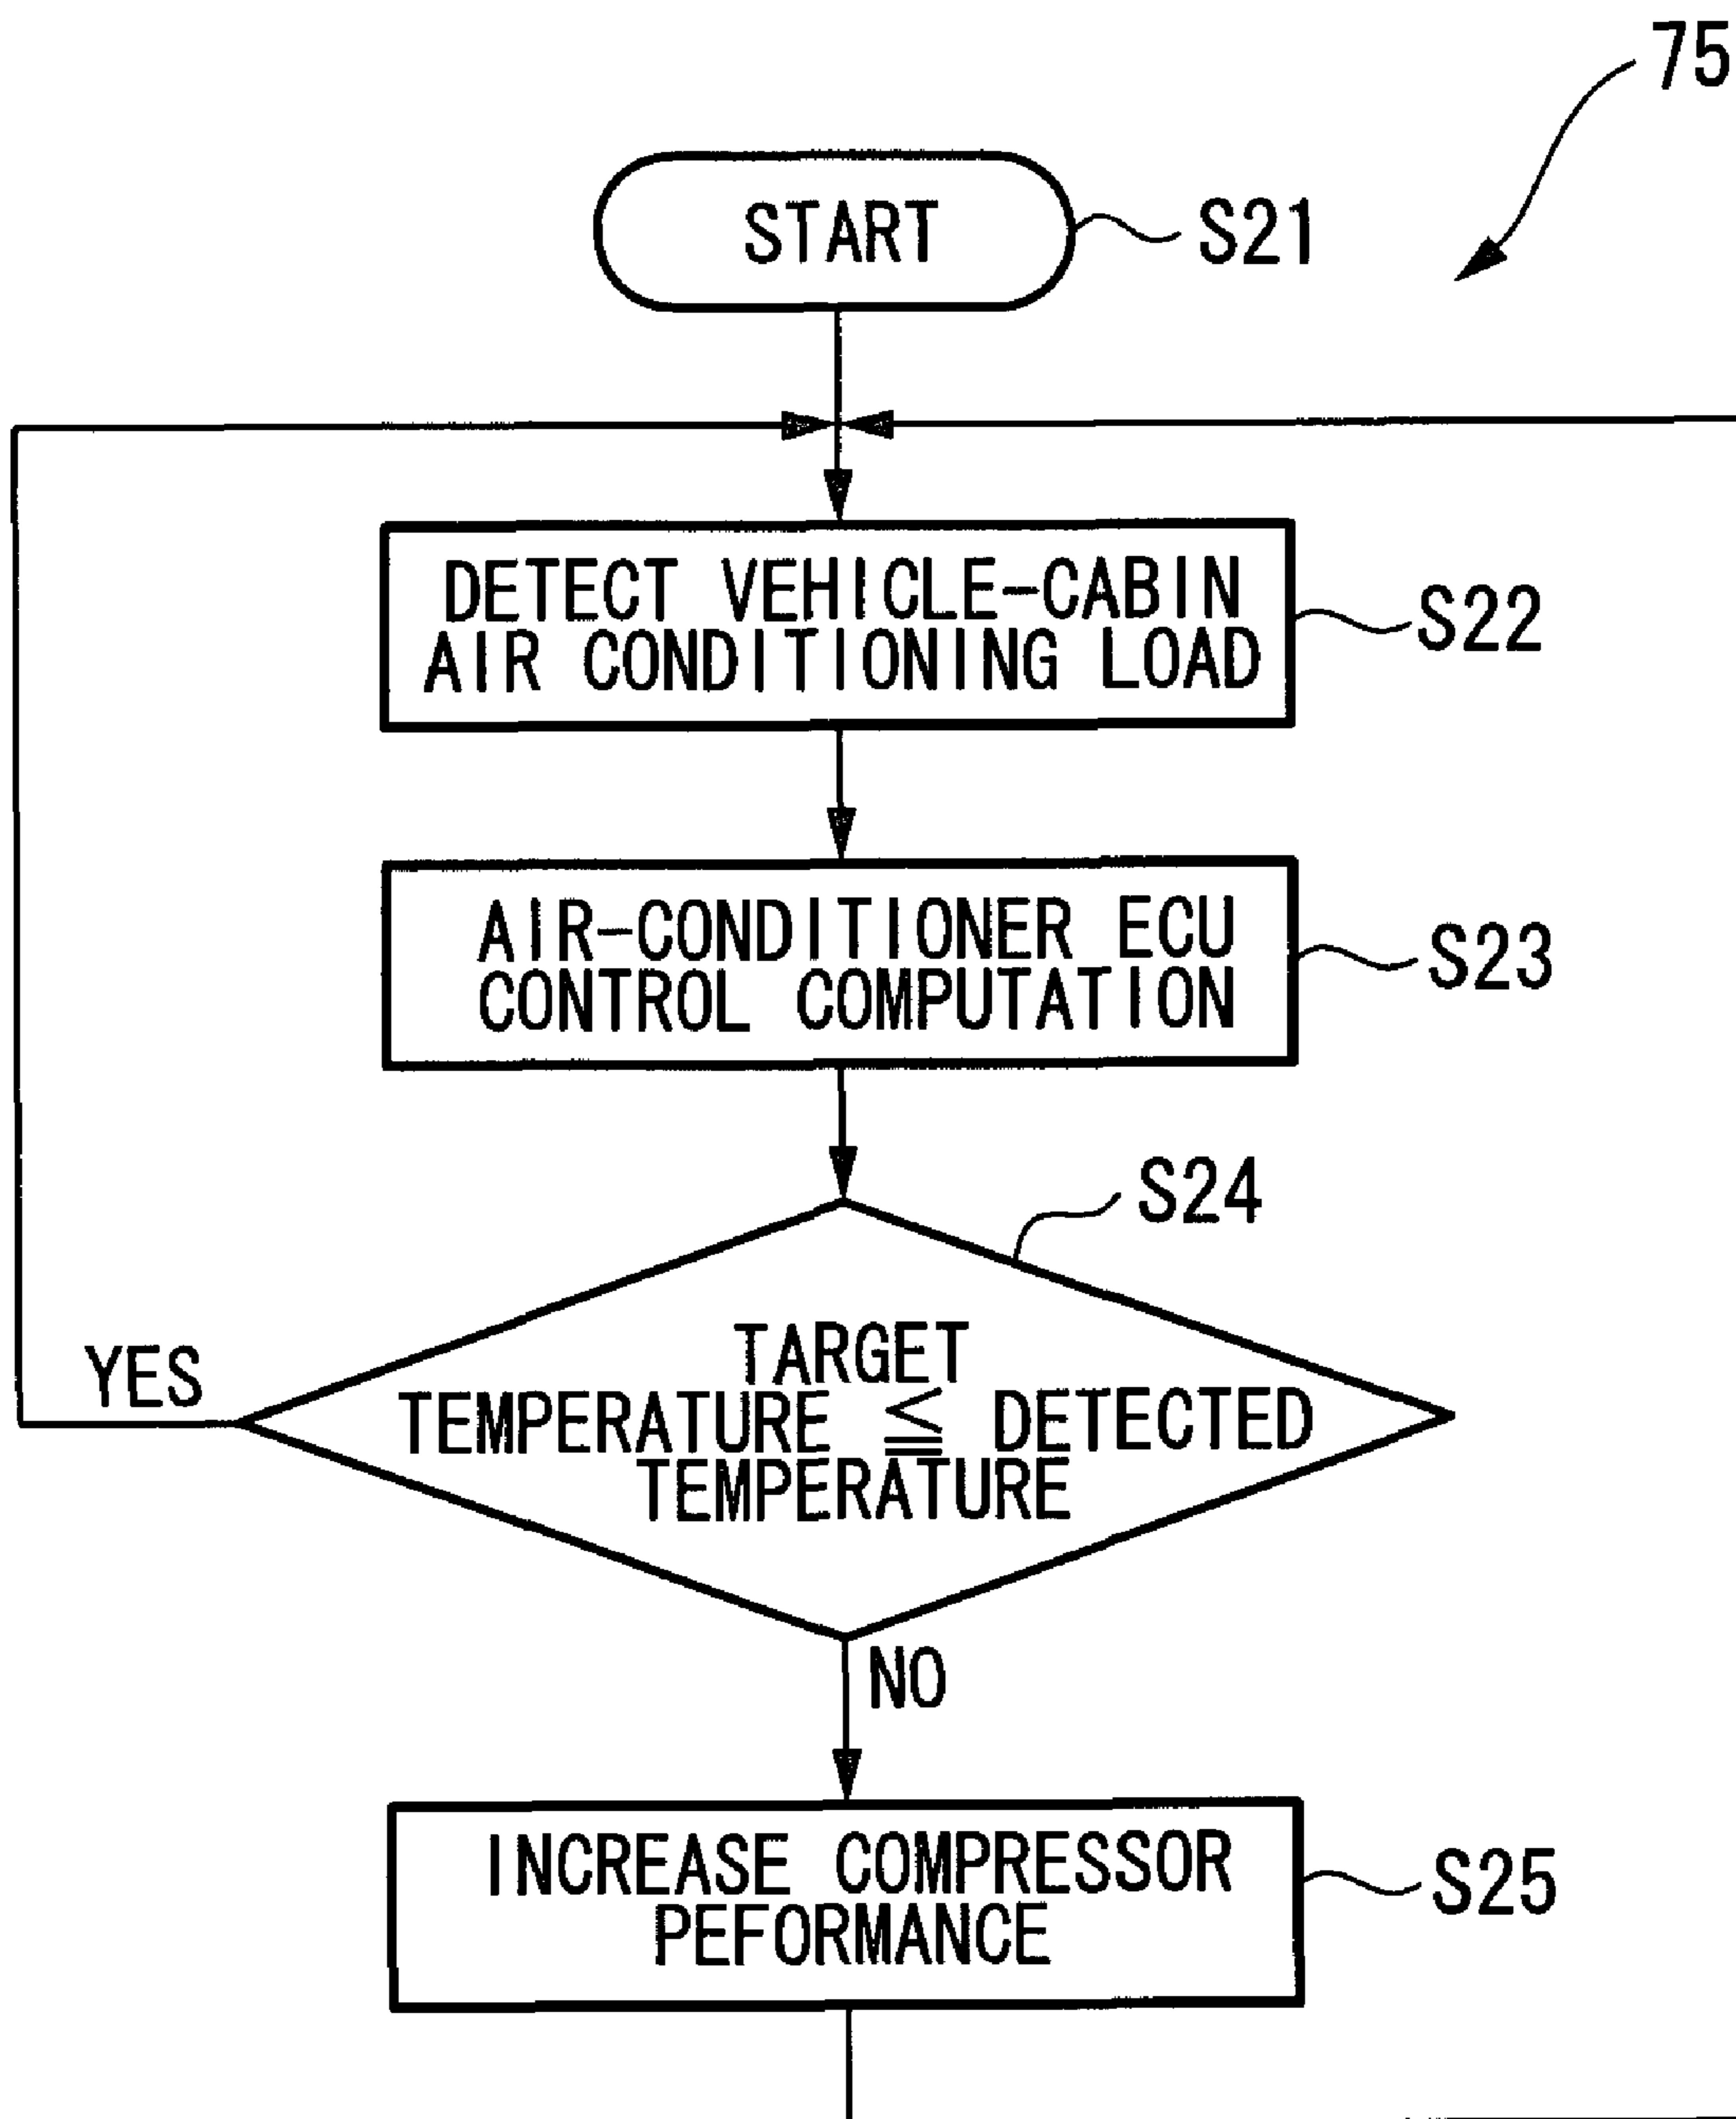 75
START
S21
DETECT VEHICLE-CABIN
AIR CONDITIONING LOAD
S22
AIR-CONDITIONER ECU
CONTROL COMPUTATION
S23
S24
TARGET
TEMPERATURE ≦ DETECTED
TEMPERATURE
YES
NO
INCREASE COMPRESSOR
PEFORMANCE
S25